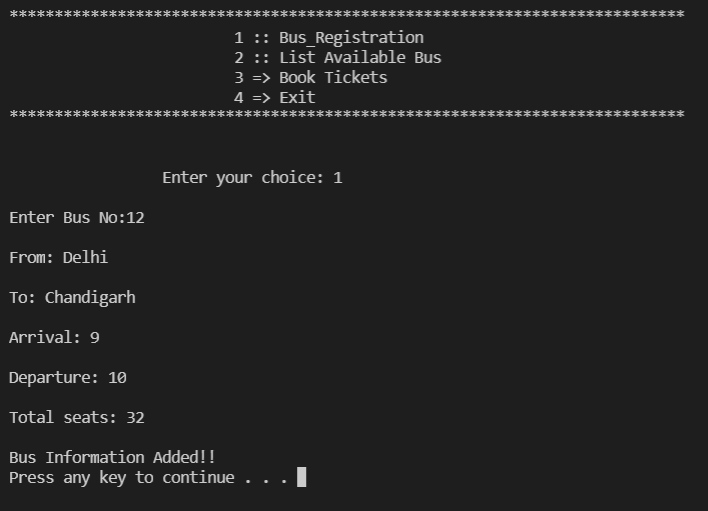 ***************************************************************************
1 :: Bus_Registration
2 :: List Available Bus
3 => Book Tickets
4 => Exit
***************************************************************************
Enter your choice: 1
Enter Bus No:12
From: Delhi
To: Chandigarh
Arrival: 9
Departure: 10
Total seats: 32
Bus Information Added!!
Press any key to continue . . .